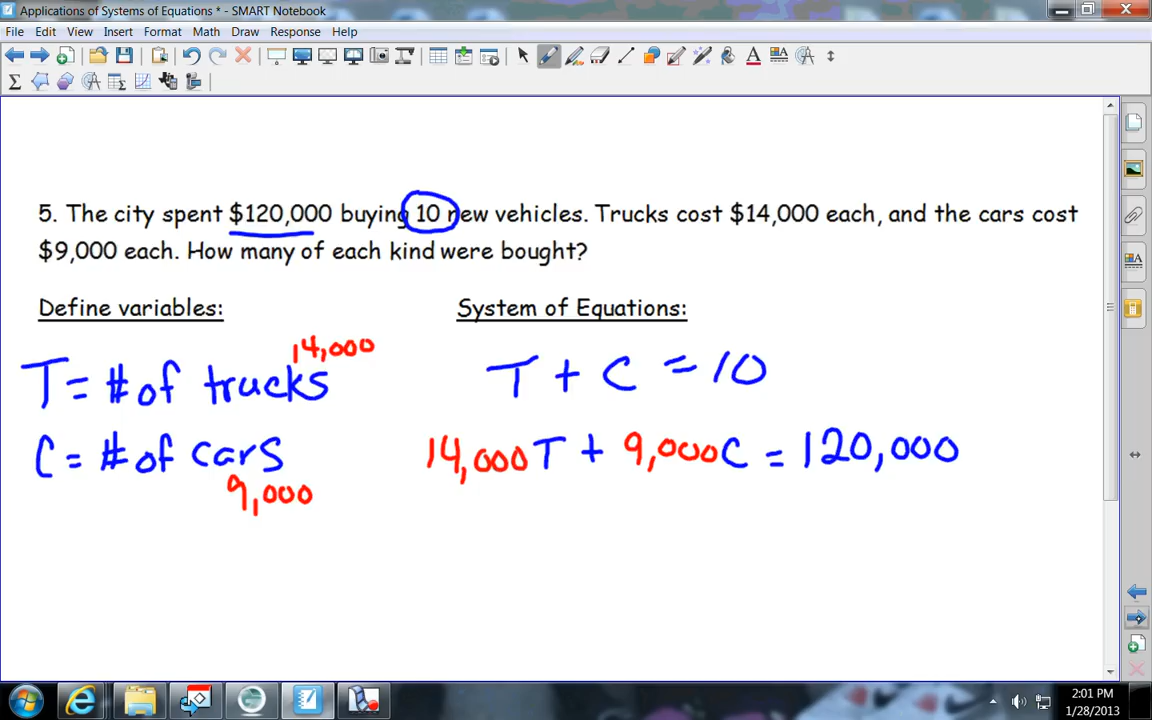 Applications of Systems of Equations * - SMART Notebook
File Edit View Insert Format Math Draw Response Help
5. The city spent $120,000 buying 10 new vehicles. Trucks cost $14,000 each, and the cars cost
$9,000 each. How many of each kind were bought?
Define variables:
System of Equations:
14,000
T = # of trucks
T + C = 10
C = # of cars
14,000T + 9,000C = 120,000
9,000
2:01 PM
1/28/2013